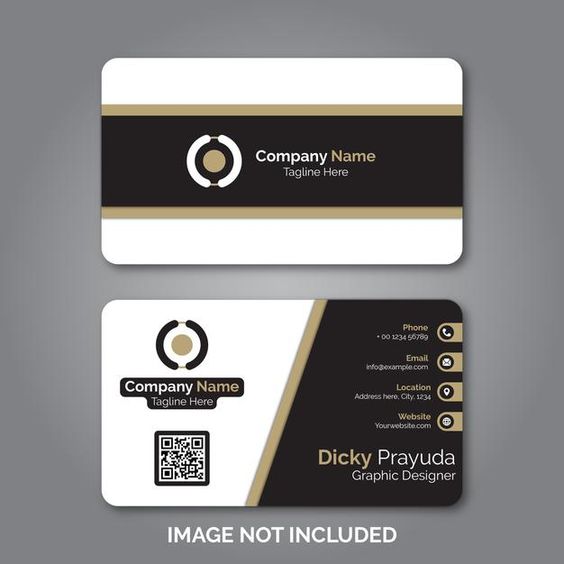 Company Name
Tagline Here
Company Name
Tagline Here
Phone
+ 00 1234 56789
Email
info@example.com
Location
Address here, City, 1234
Website
Yourwebsite.com
Dicky Prayuda
Graphic Designer
IMAGE NOT INCLUDED